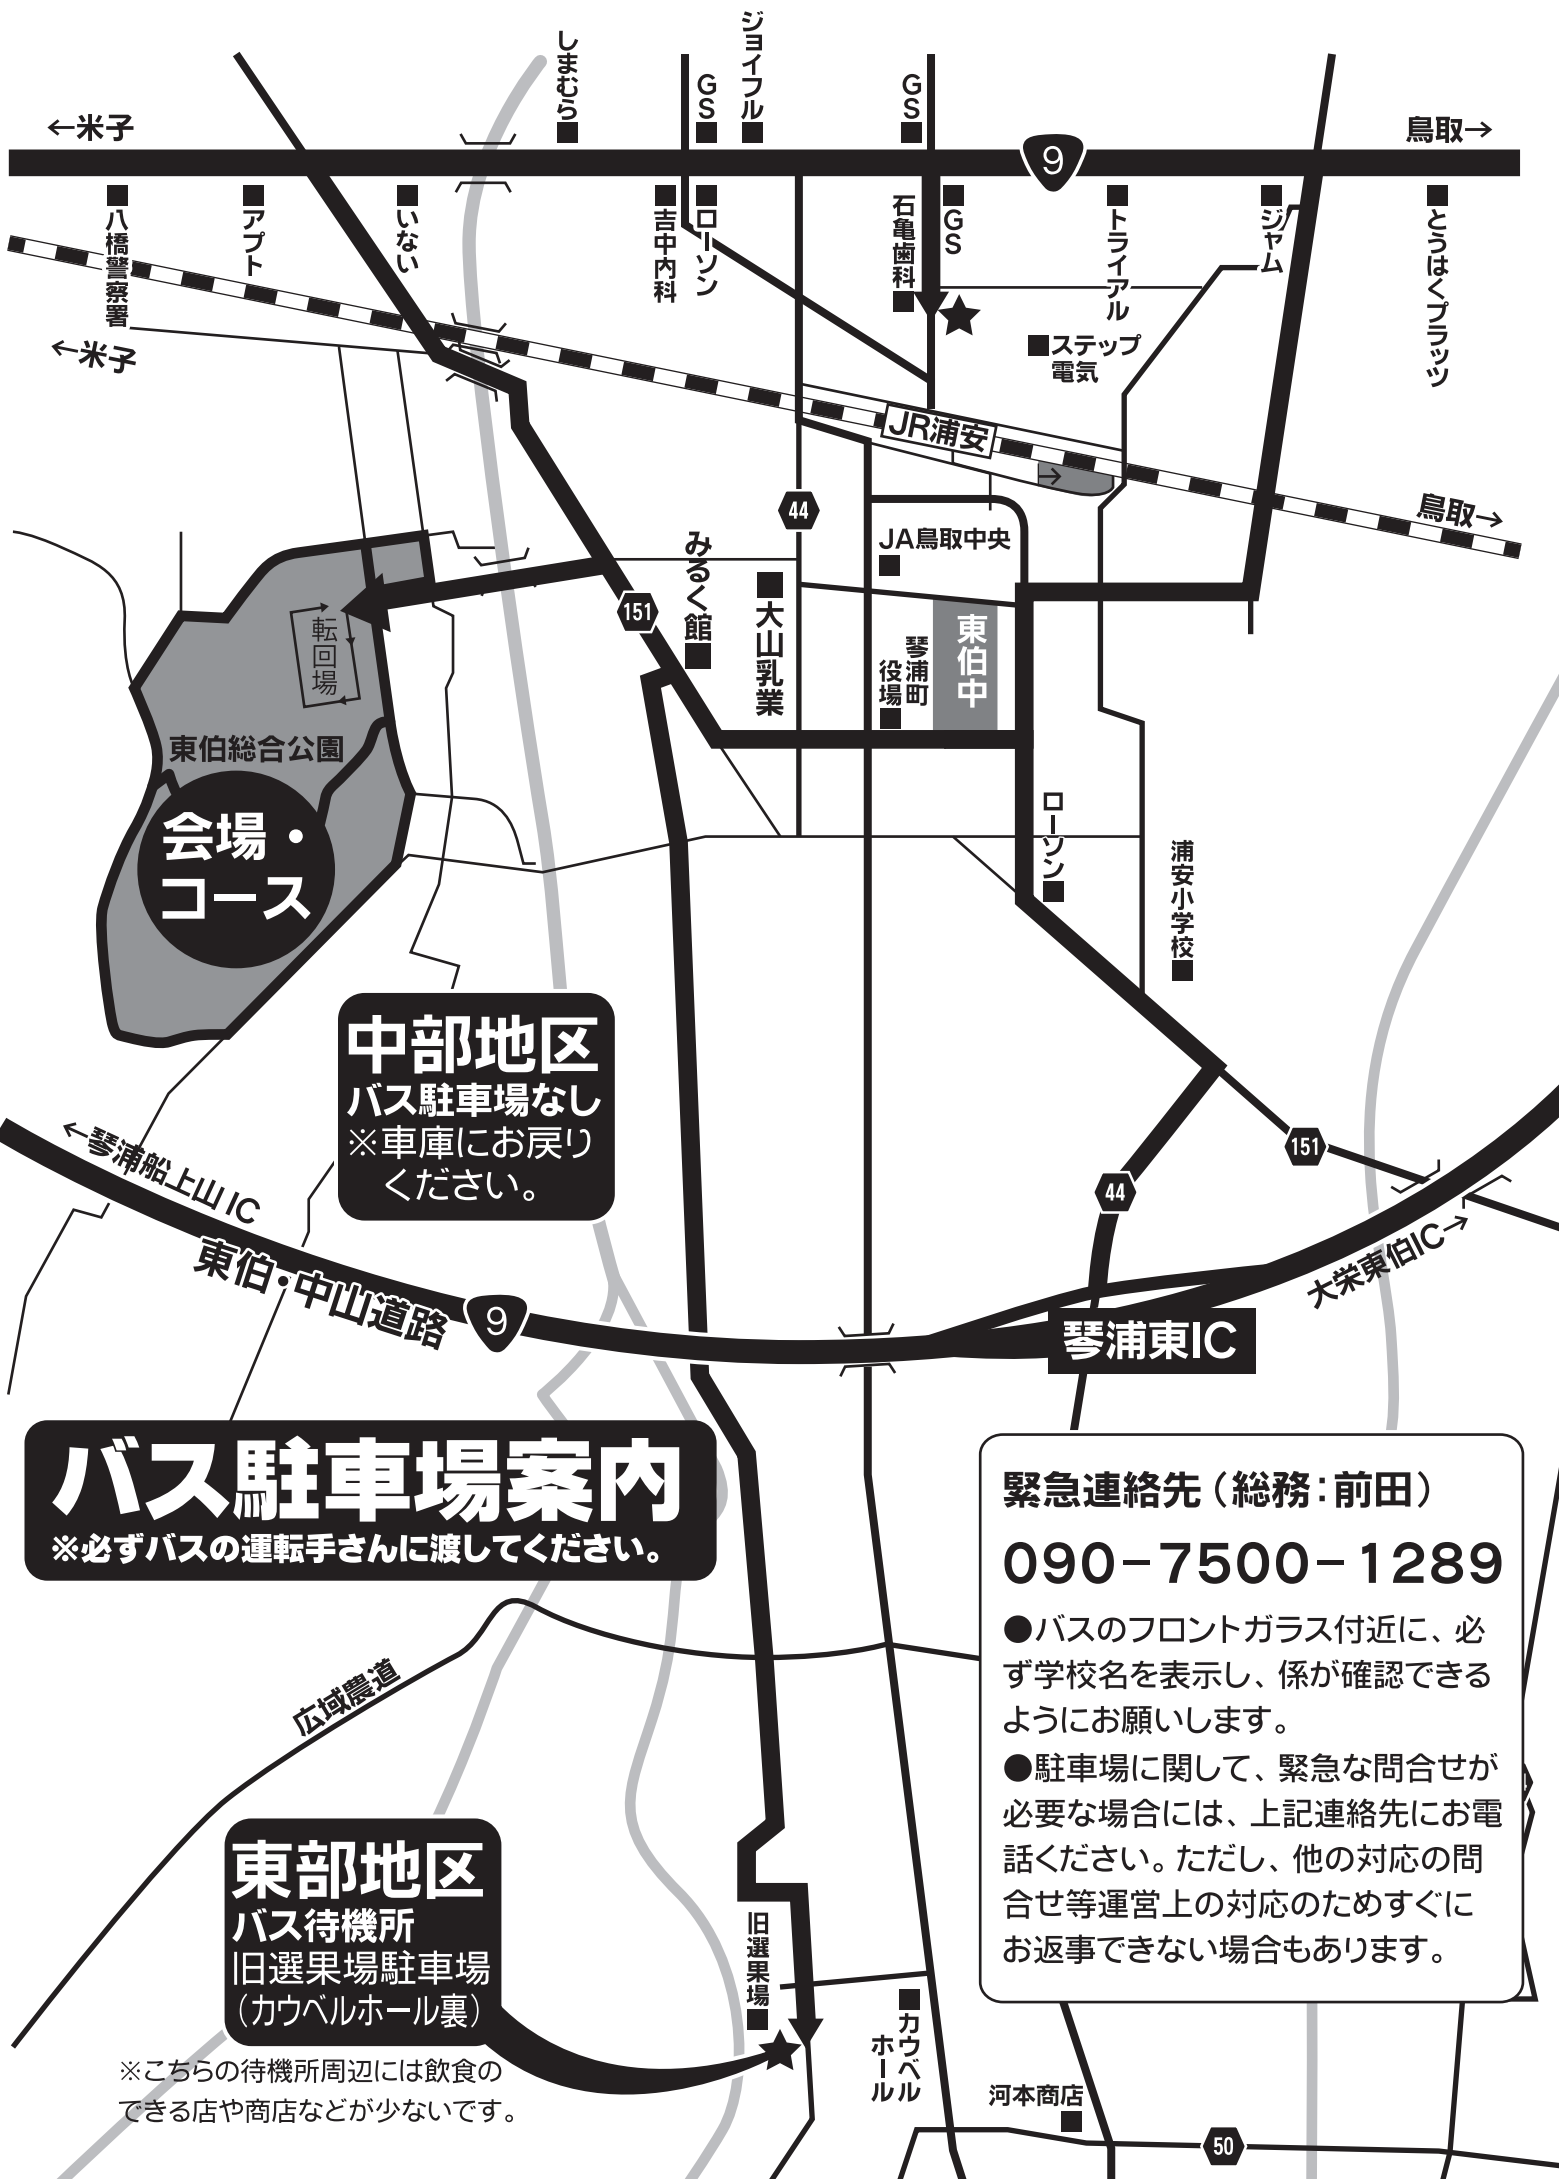 しまむら
GS
ジョイフル
GS
←米子
鳥取→
9
八橋警察署
アプト
いない
吉中内科
ローソン
石亀歯科
GS
トライアル
ジャム
とうはくプラッツ
←米子
ステップ
電気
JR浦安
→
鳥取→
44
JA鳥取中央
みるく館
151
大山乳業
琴浦町
役場
東伯中
転回場
東伯総合公園
会場・
コース
ローソン
浦安小学校
中部地区
バス駐車場なし
※車庫にお戻り
ください。
←琴浦船上山IC
東伯・中山道路
9
151
44
大栄東伯IC→
琴浦東IC
バス駐車場案内
※必ずバスの運転手さんに渡してください。
緊急連絡先（総務：前田）
090－7500－1289
●バスのフロントガラス付近に、必
ず学校名を表示し、係が確認できる
ようにお願いします。
●駐車場に関して、緊急な問合せが
必要な場合には、上記連絡先にお電
話ください。ただし、他の対応の問
合せ等運営上の対応のためすぐに
お返事できない場合もあります。
広域農道
東部地区
バス待機所
旧選果場駐車場
（カウベルホール裏）
※こちらの待機所周辺には飲食の
できる店や商店などが少ないです。
旧選果場
カウベル
ホール
河本商店
50